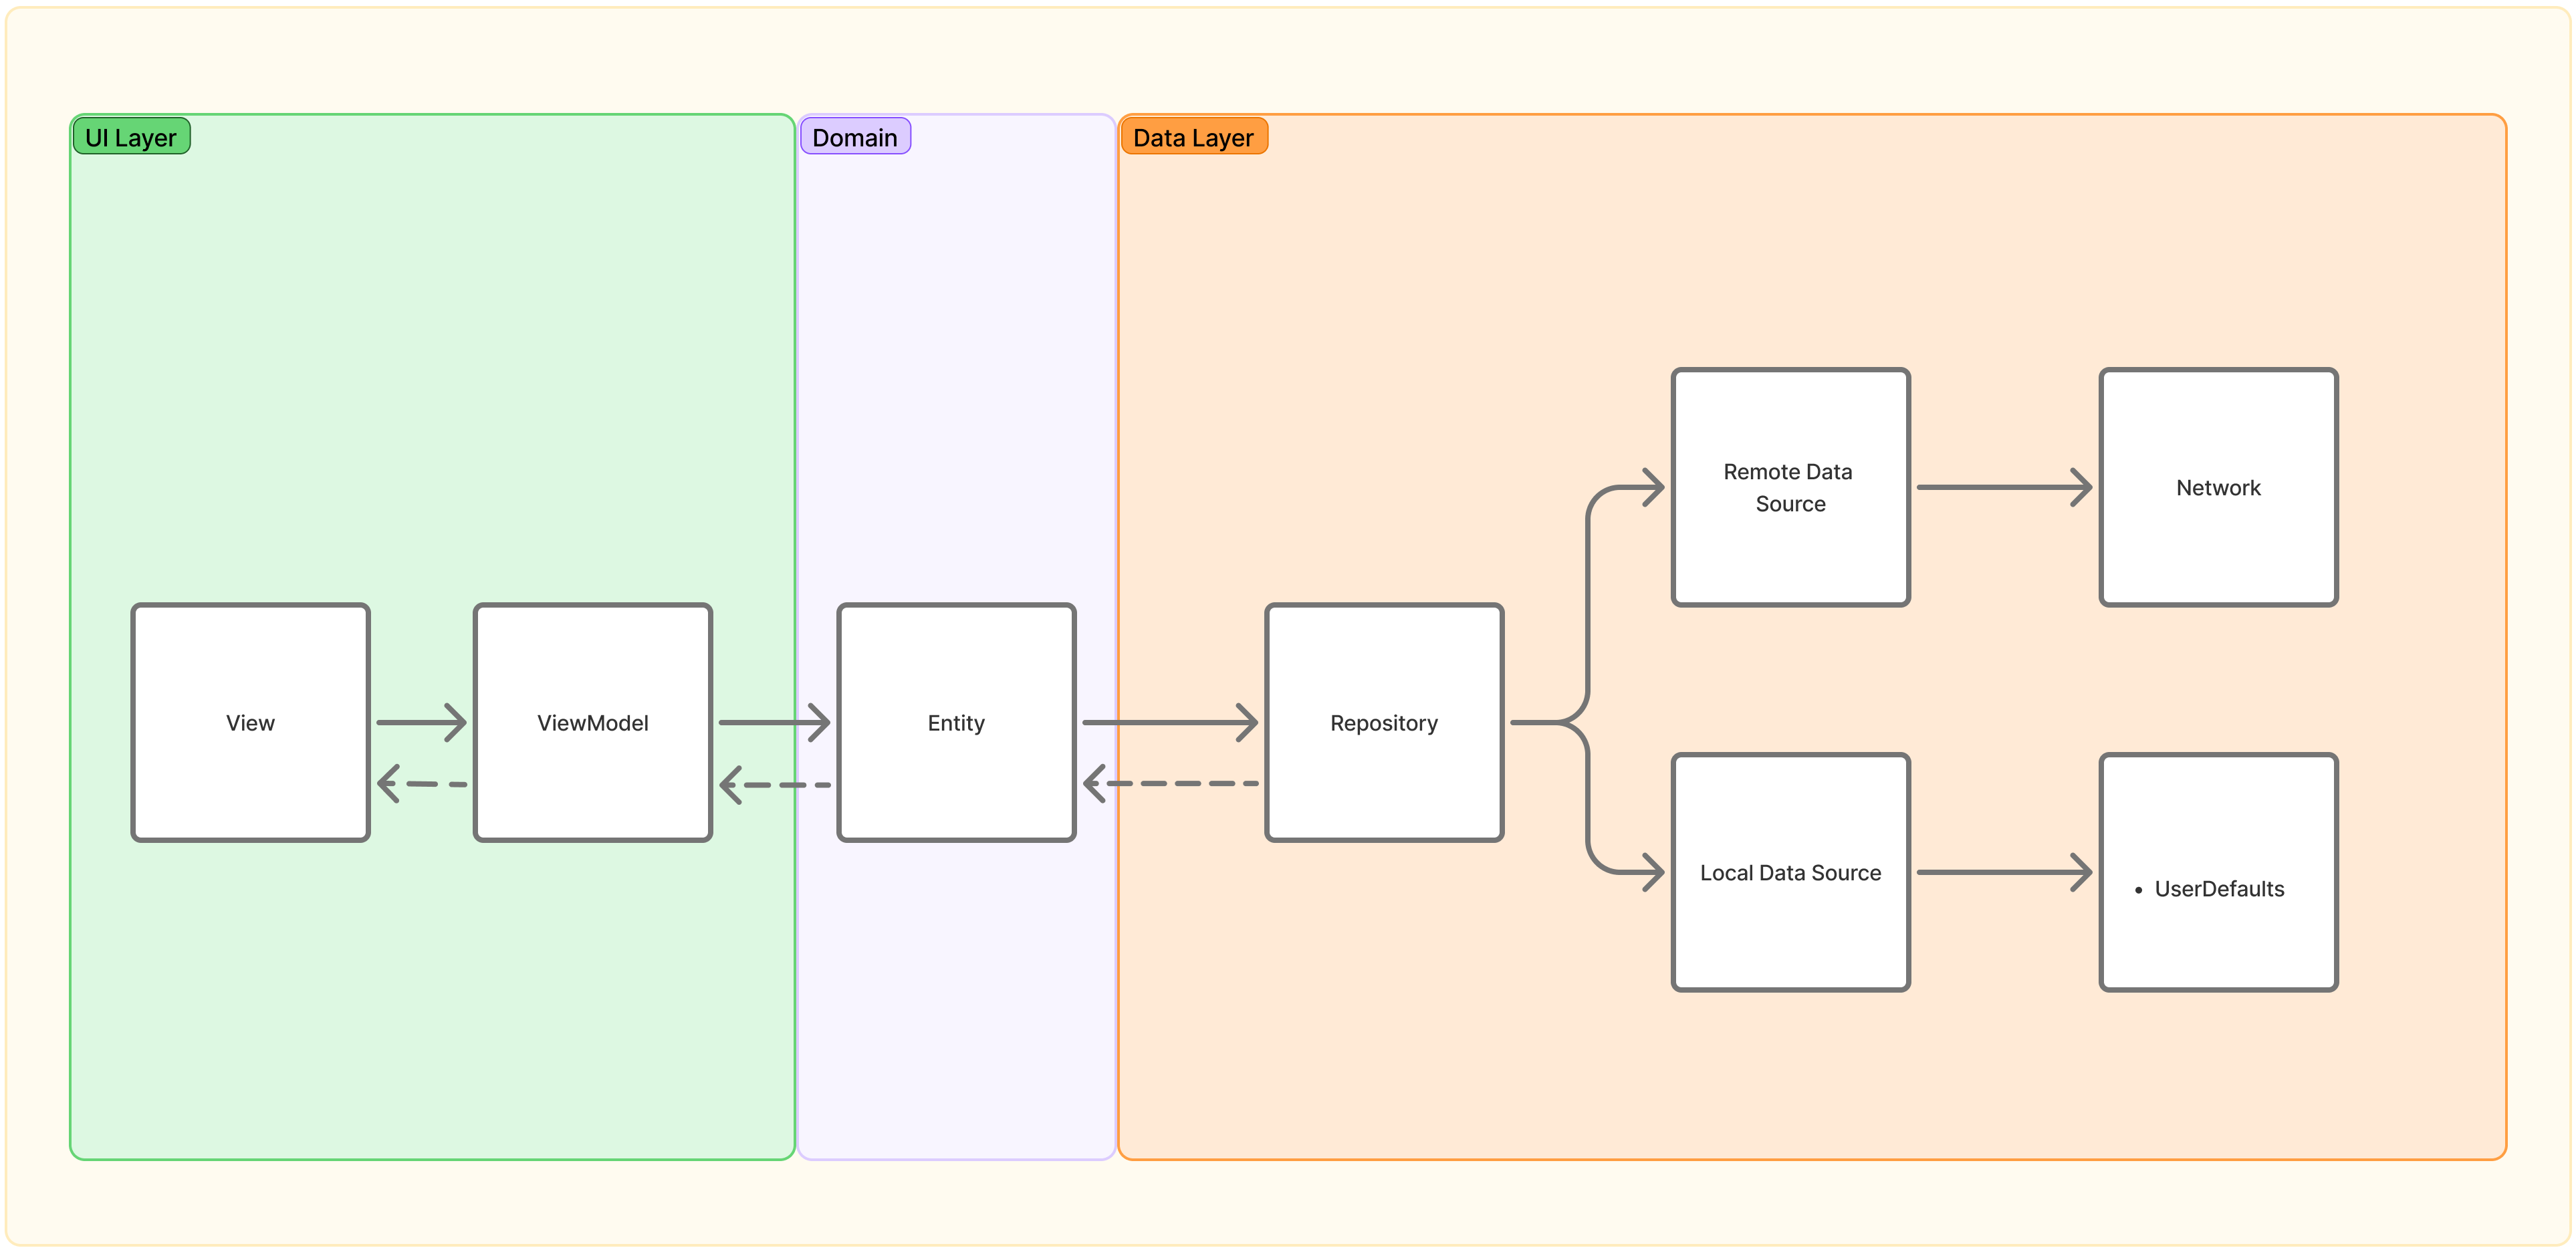 UI Layer
Domain
Data Layer
Remote Data
Source
Network
View
ViewModel
Entity
Repository
Local Data Source
• UserDefaults